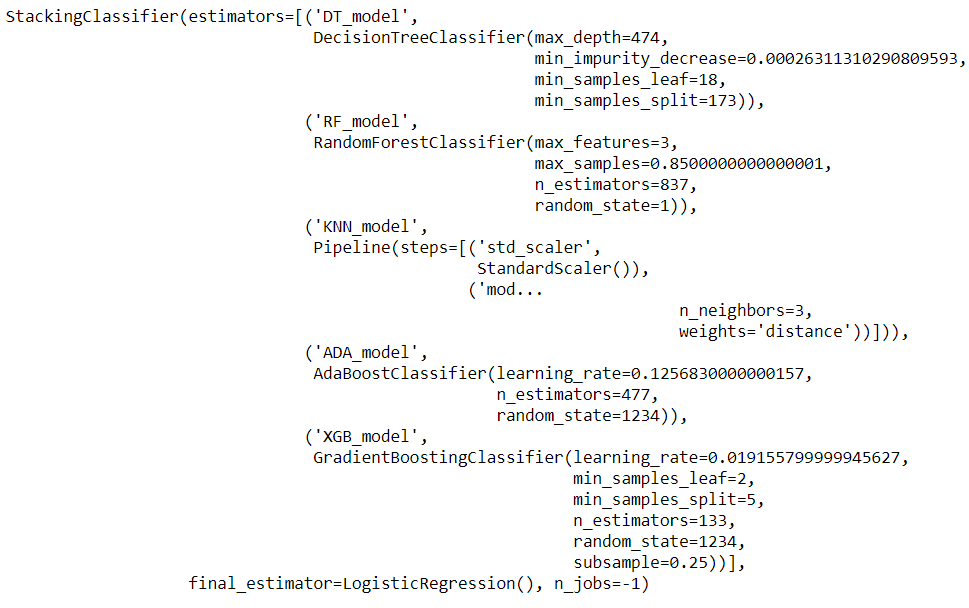 StackingClassifier(estimators=[('DT_model',
DecisionTreeClassifier(max_depth=474,
min_impurity_decrease=0.00026311310290809593,
min_samples_leaf=18,
min_samples_split=173)),
('RF_model',
RandomForestClassifier(max_features=3,
max_samples=0.8500000000000001,
n_estimators=837,
random_state=1)),
('KNN_model',
Pipeline(steps=[('std_scaler',
StandardScaler()),
('mod...
n_neighbors=3,
weights='distance'))])),
('ADA_model',
AdaBoostClassifier(learning_rate=0.1256830000000157,
n_estimators=477,
random_state=1234)),
('XGB_model',
GradientBoostingClassifier(learning_rate=0.019155799999945627,
min_samples_leaf=2,
min_samples_split=5,
n_estimators=133,
random_state=1234,
subsample=0.25))],
final_estimator=LogisticRegression(), n_jobs=-1)